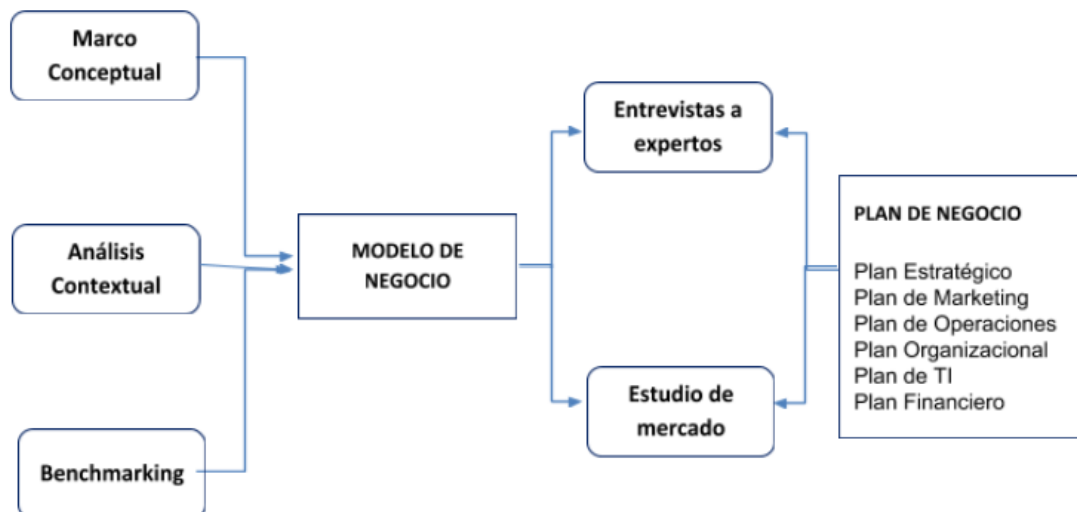 Marco
Conceptual
Análisis
Contextual
Benchmarking
MODELO DE
NEGOCIO
Entrevistas a
expertos
Estudio de
mercado
PLAN DE NEGOCIO
Plan Estratégico
Plan de Marketing
Plan de Operaciones
Plan Organizacional
Plan de TI
Plan Financiero